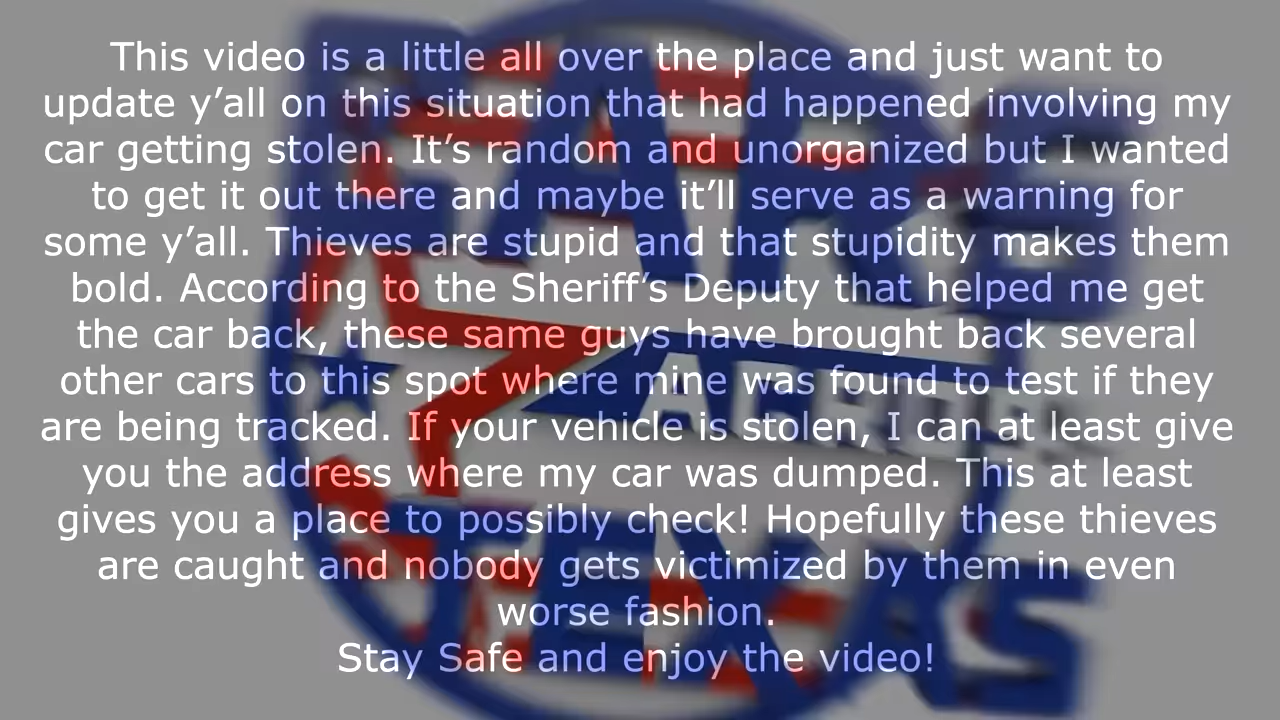 This video is a little all over the place and just want to
update y’all on this situation that had happened involving my
car getting stolen. It’s random and unorganized but I wanted
to get it out there and maybe it’ll serve as a warning for
some y’all. Thieves are stupid and that stupidity makes them
bold. According to the Sheriff’s Deputy that helped me get
the car back, these same guys have brought back several
other cars to this spot where mine was found to test if they
are being tracked. If your vehicle is stolen, I can at least give
you the address where my car was dumped. This at least
gives you a place to possibly check! Hopefully these thieves
are caught and nobody gets victimized by them in even
worse fashion.
Stay Safe and enjoy the video!
TEXAS